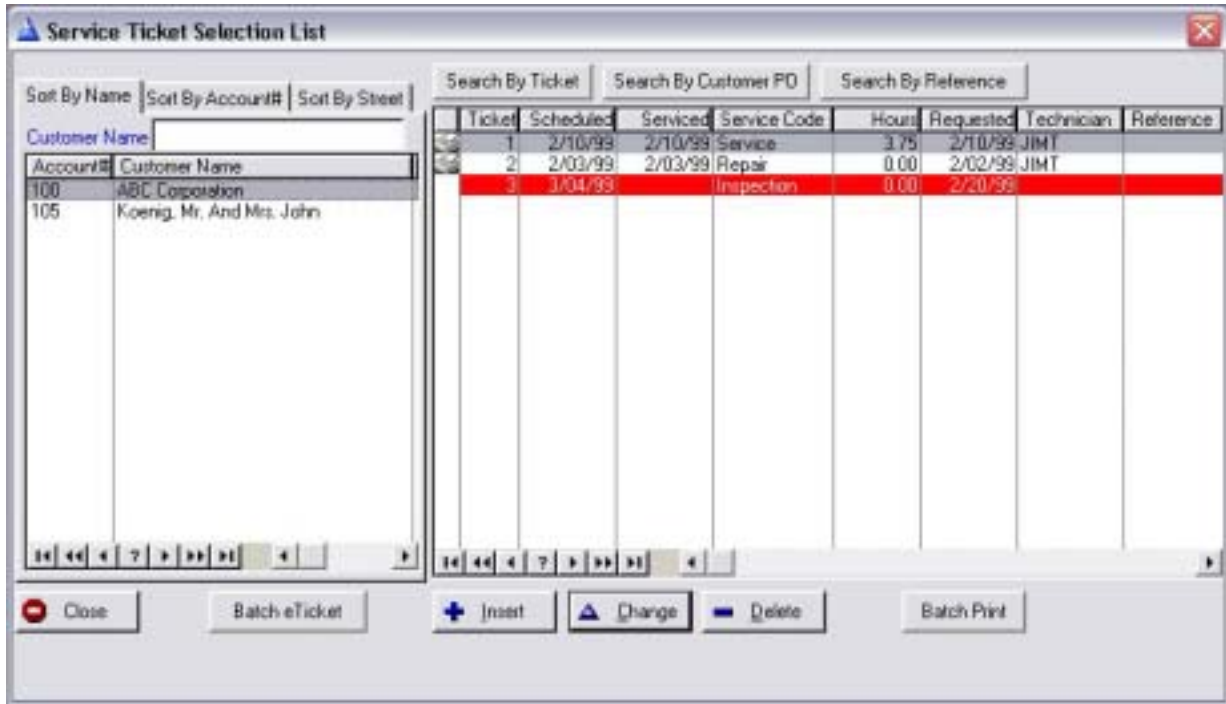 Service Ticket Selection List
Search By Ticket Search By Customer PO Search By Reference
Sort By Name Sort By Account# Sort By Street
Customer Name
Account# Customer Name
100 ABC Corporation
105 Koenig, Mr. And Mrs. John
Ticket Scheduled Serviced Service Code Hours Requested Technician Reference
1 2/10/99 2/10/99 Service 3.75 2/10/99 JIMT
2 2/03/99 2/03/99 Repair 0.00 2/02/99 JIMT
3 3/04/99 Inspection 0.00 2/20/99
Close Batch eTicket Insert Change Delete Batch Print